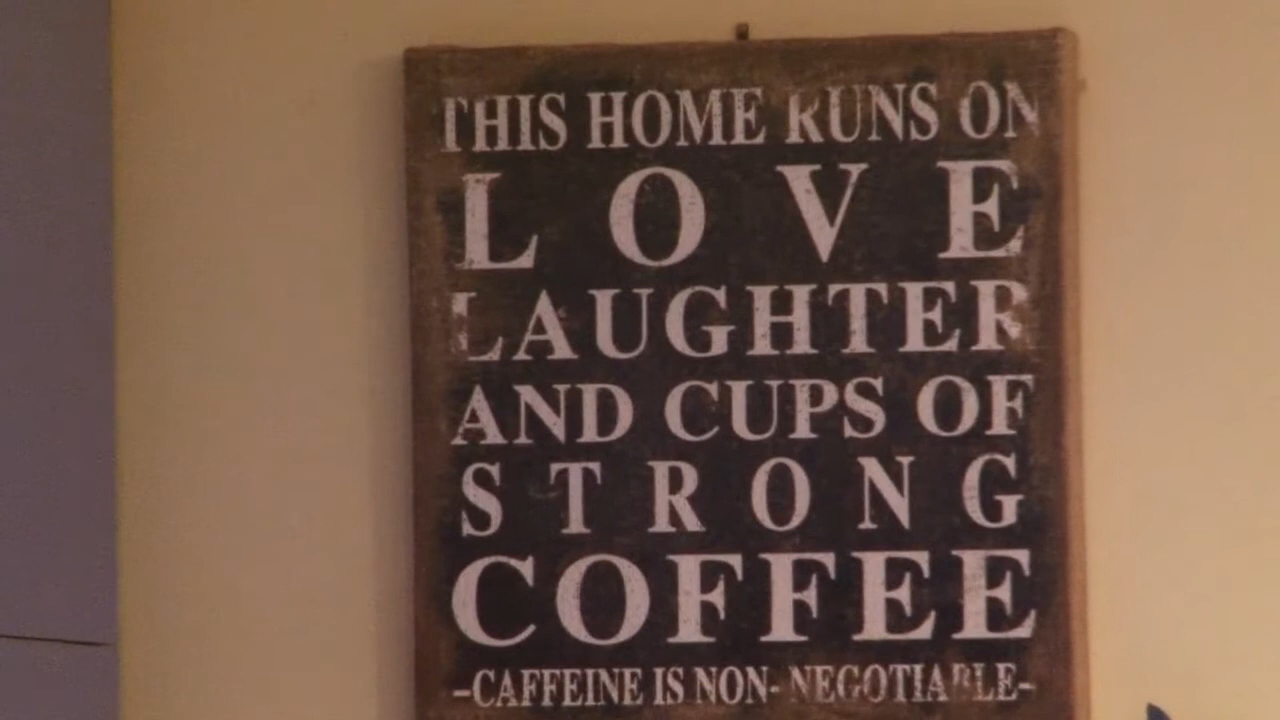 THIS HOME RUNS ON
LOVE
LAUGHTER
AND CUPS OF
STRONG
COFFEE
-CAFFEINE IS NON- NEGOTIABLE-